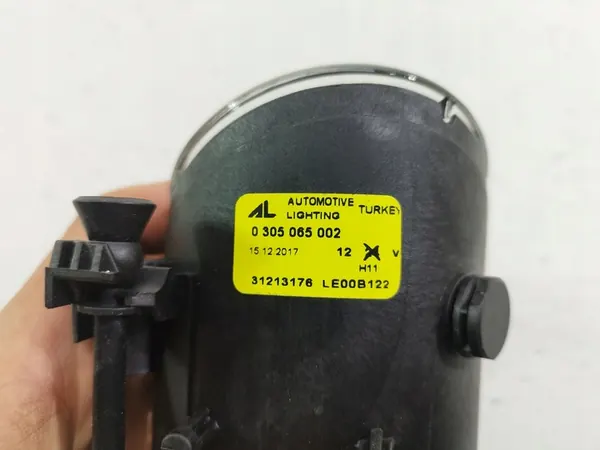 AL AUTOMOTIVE LIGHTING TURKEY
0 305 065 002
15.12.2017 12 V
H11
31213176 LE00B122